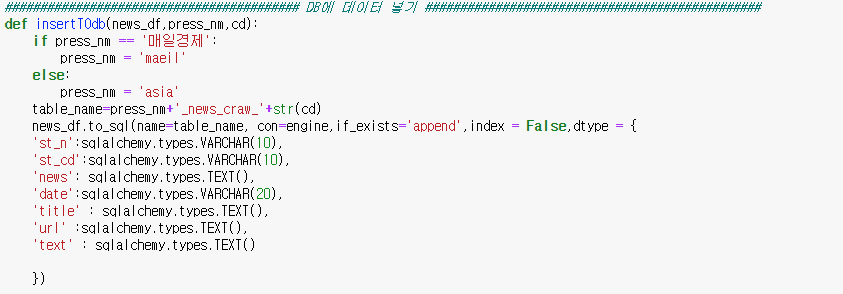 ########################################## DB에 데이터 넣기 ################################################
def insertTOdb(news_df,press_nm,cd):
    if press_nm == '매일경제':
        press_nm = 'maeil'
    else:
        press_nm = 'asia'
    table_name=press_nm+'_news_craw_'+str(cd)
    news_df.to_sql(name=table_name, con=engine,if_exists='append',index = False,dtype = {
    'st_n':sqlalchemy.types.VARCHAR(10),
    'st_cd':sqlalchemy.types.VARCHAR(10),
    'news': sqlalchemy.types.TEXT(),
    'date':sqlalchemy.types.VARCHAR(20),
    'title' : sqlalchemy.types.TEXT(),
    'url' :sqlalchemy.types.TEXT(),
    'text' : sqlalchemy.types.TEXT()
    })